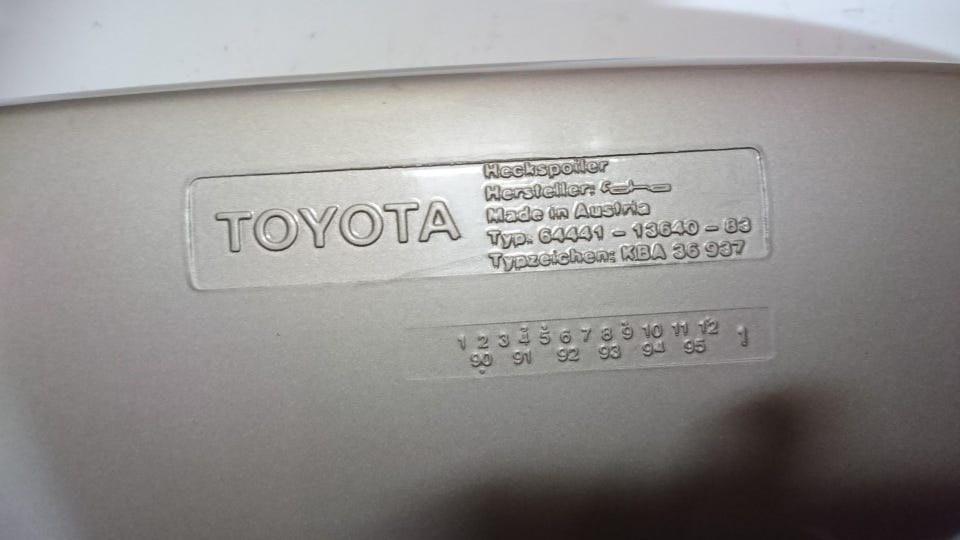 TOYOTA
Heckspoiler
Hersteller:
Made in Austria
Typ. 64441 - 13640 - 83
Typzeichen: KBA 36 937
1 2 3 4 5 6 7 8 9 10 11 12 1
90 91 92 93 94 95